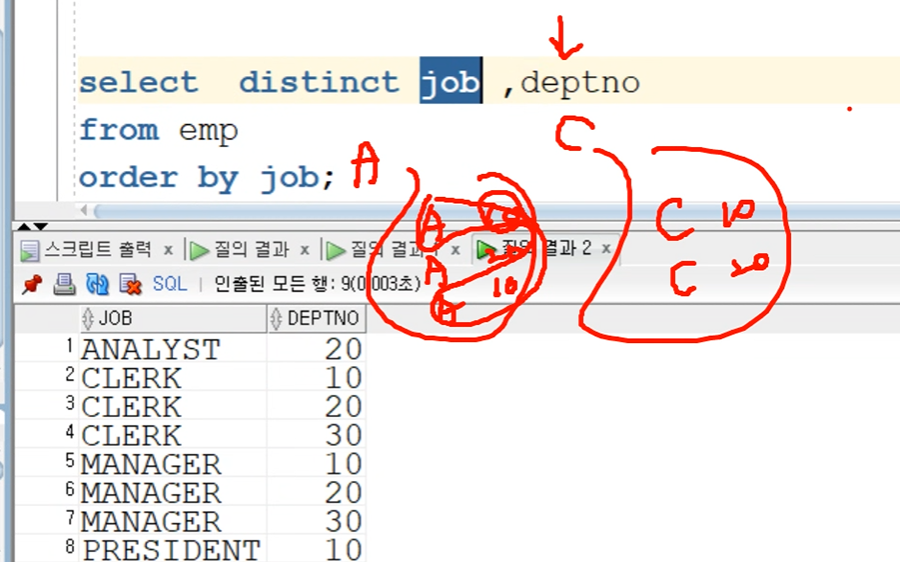 select distinct job ,deptno
from emp
order by job;
A
C
C 10
C 20
A
A
A 10
스크립트 출력 x 질의 결과 x 질의 결과 1 x 질의 결과 2 x
SQL | 인출된 모든 행: 9(0.003초)
JOB DEPTNO
1 ANALYST 20
2 CLERK 10
3 CLERK 20
4 CLERK 30
5 MANAGER 10
6 MANAGER 20
7 MANAGER 30
8 PRESIDENT 10